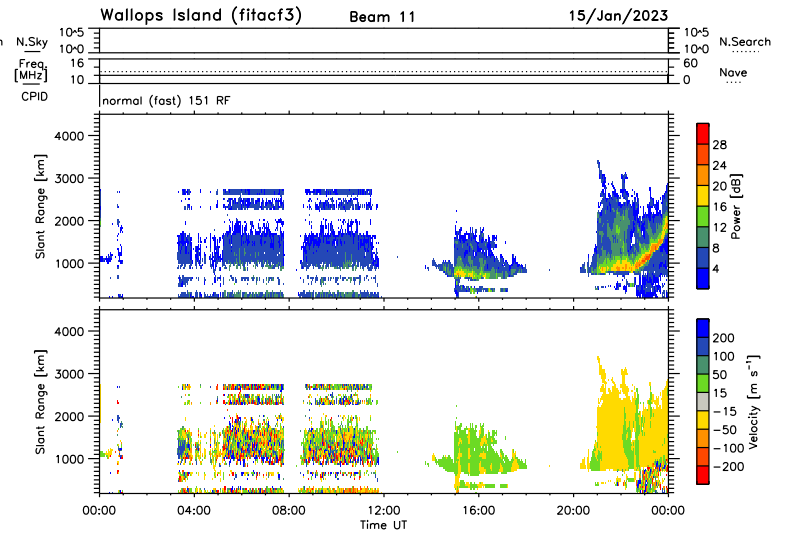 Wallops Island (fitacf3) Beam 11 15/Jan/2023
n N.Sky 10^5 10^5 N.Search
10^0 10^0
Freq. 16 60 Nave
[MHz] 10 0
CPID normal (fast) 151 RF
Slant Range [km]
4000
3000
2000
1000
28
24
20
16
12
8
4
Power [dB]
Slant Range [km]
4000
3000
2000
1000
200
100
50
15
-15
-50
-100
-200
Velocity [m s^-1]
00:00 04:00 08:00 12:00 16:00 20:00 00:00
Time UT